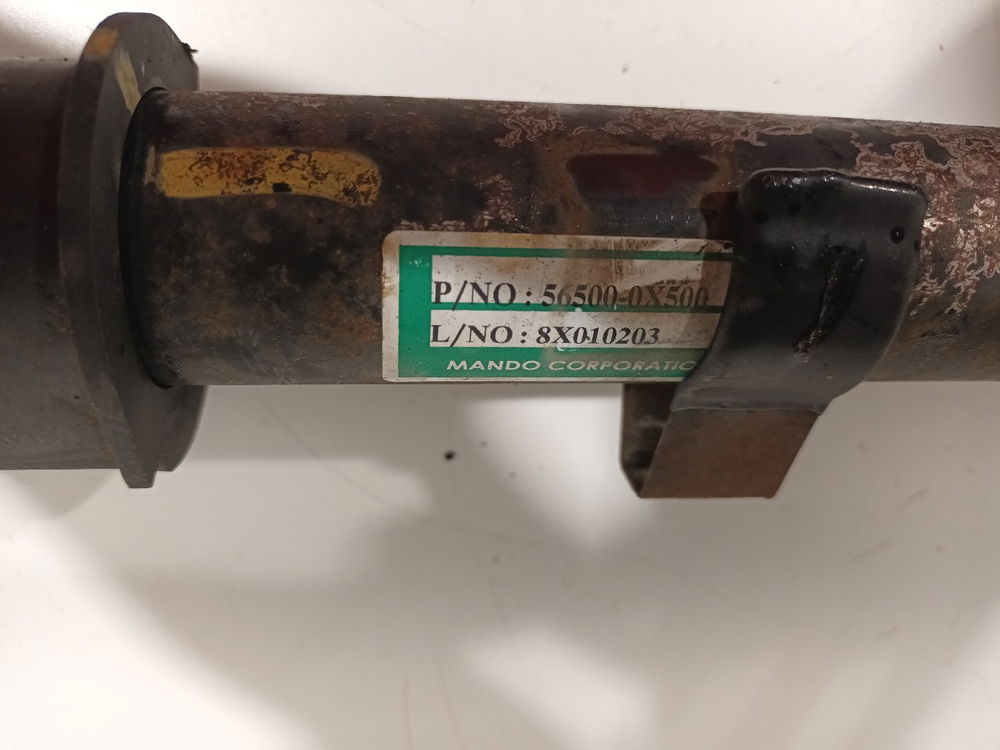 P/NO : 56500-0X500
L/NO : 8X010203
MANDO CORPORATIO